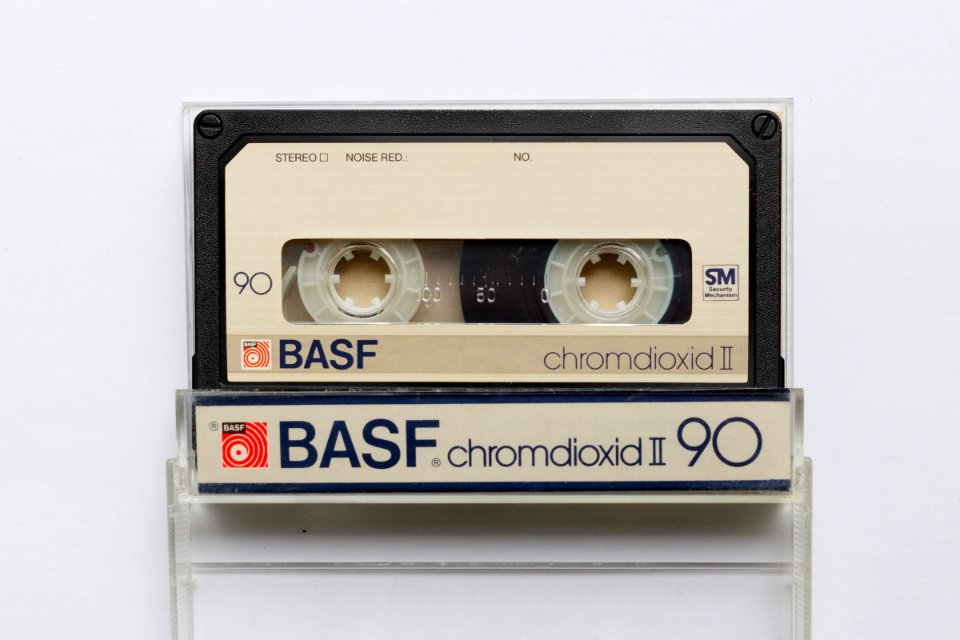 STEREO □ NOISE RED.: NO.
90
100 50 0
SM
Security
Mechanism
BASF
BASF chromdioxid II
®
BASF
BASF® chromdioxid II 90